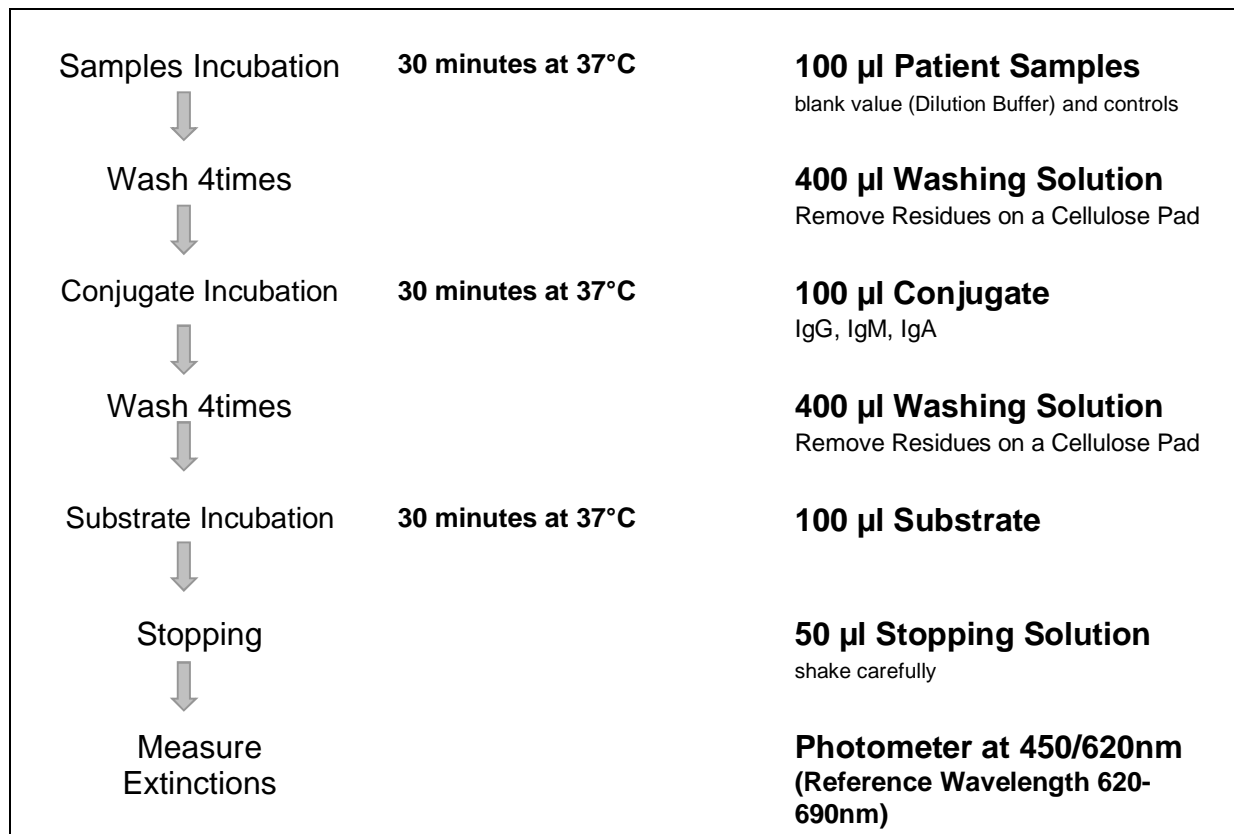 Samples Incubation 30 minutes at 37°C 100 µl Patient Samples
blank value (Dilution Buffer) and controls
Wash 4times 400 µl Washing Solution
Remove Residues on a Cellulose Pad
Conjugate Incubation 30 minutes at 37°C 100 µl Conjugate
IgG, IgM, IgA
Wash 4times 400 µl Washing Solution
Remove Residues on a Cellulose Pad
Substrate Incubation 30 minutes at 37°C 100 µl Substrate
Stopping 50 µl Stopping Solution
shake carefully
Measure Photometer at 450/620nm
Extinctions (Reference Wavelength 620-
690nm)